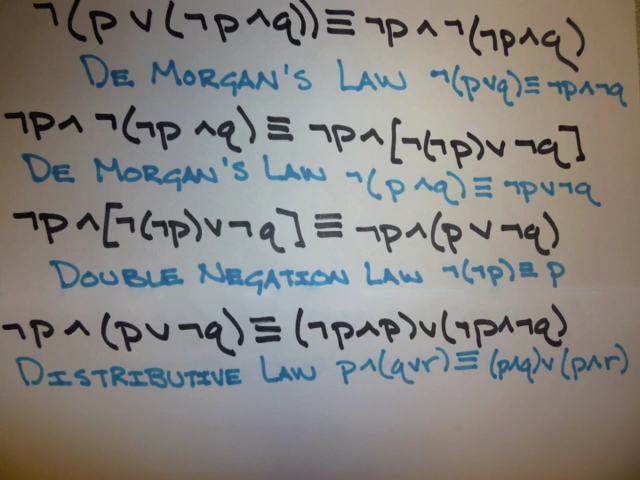 ¬(p∨(¬p∧q))≡¬p∧¬(¬p∧q)
DE MORGAN'S LAW ¬(p∨q)≡¬p∧¬q
¬p∧¬(¬p∧q)≡¬p∧[¬(¬p)∨¬q]
DE MORGAN'S LAW ¬(p∧q)≡¬p∨¬q
¬p∧[¬(¬p)∨¬q]≡¬p∧(p∨¬q)
DOUBLE NEGATION LAW ¬(¬p)≡p
¬p∧(p∨¬q)≡(¬p∧p)∨(¬p∧¬q)
DISTRIBUTIVE LAW p∧(q∨r)≡(p∧q)∨(p∧r)